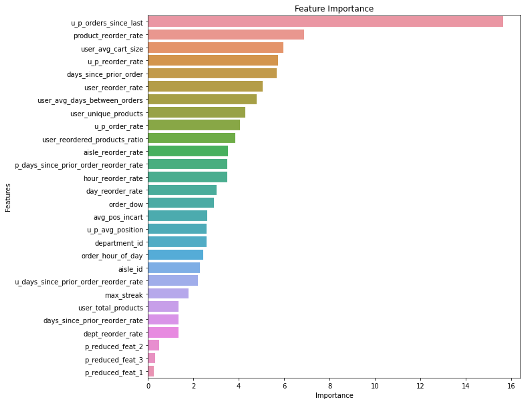 Feature Importance
u_p_orders_since_last
product_reorder_rate
user_avg_cart_size
u_p_reorder_rate
days_since_prior_order
user_reorder_rate
user_avg_days_between_orders
user_unique_products
u_p_order_rate
user_reordered_products_ratio
aisle_reorder_rate
p_days_since_prior_order_reorder_rate
hour_reorder_rate
day_reorder_rate
order_dow
avg_pos_incart
u_p_avg_position
department_id
order_hour_of_day
aisle_id
u_days_since_prior_order_reorder_rate
max_streak
user_total_products
days_since_prior_reorder_rate
dept_reorder_rate
p_reduced_feat_2
p_reduced_feat_3
p_reduced_feat_1
Features
0 2 4 6 8 10 12 14 16
Importance